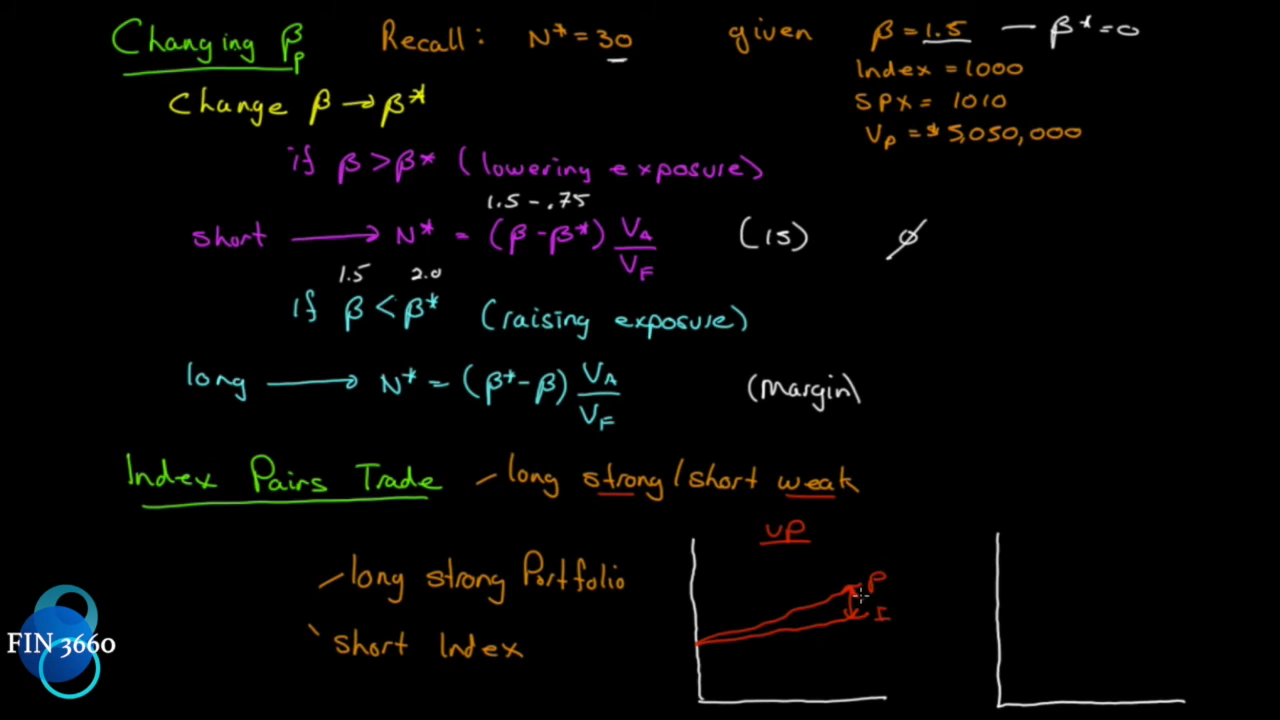 Changing βp Recall: N* = 30 given β = 1.5 — β* = 0
Index = 1000
Change β → β*
SPX = 1010
Vp = $5,050,000
if β > β* (lowering exposure)
1.5 - .75
short → N* = (β - β*) VA/VF (15) ∅
1.5 2.0
if β < β* (raising exposure)
long → N* = (β* - β) VA/VF (margin)
Index Pairs Trade - long strong / short weak
UP
- long strong Portfolio
P
I
short Index
FIN 3660